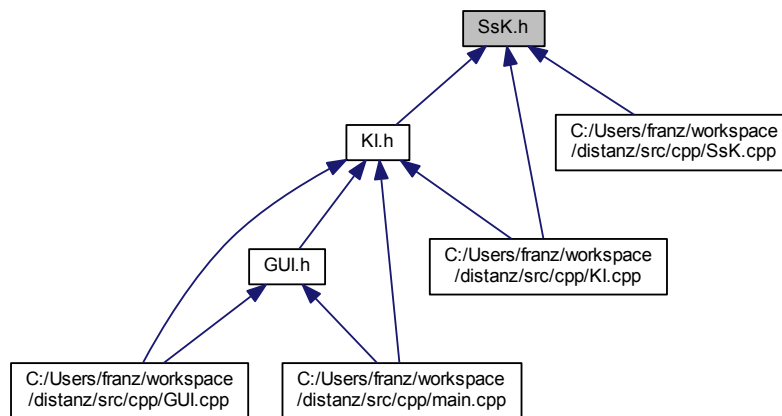 SsK.h
KI.h
C:/Users/franz/workspace
/distanz/src/cpp/SsK.cpp
GUI.h
C:/Users/franz/workspace
/distanz/src/cpp/KI.cpp
C:/Users/franz/workspace
/distanz/src/cpp/GUI.cpp
C:/Users/franz/workspace
/distanz/src/cpp/main.cpp